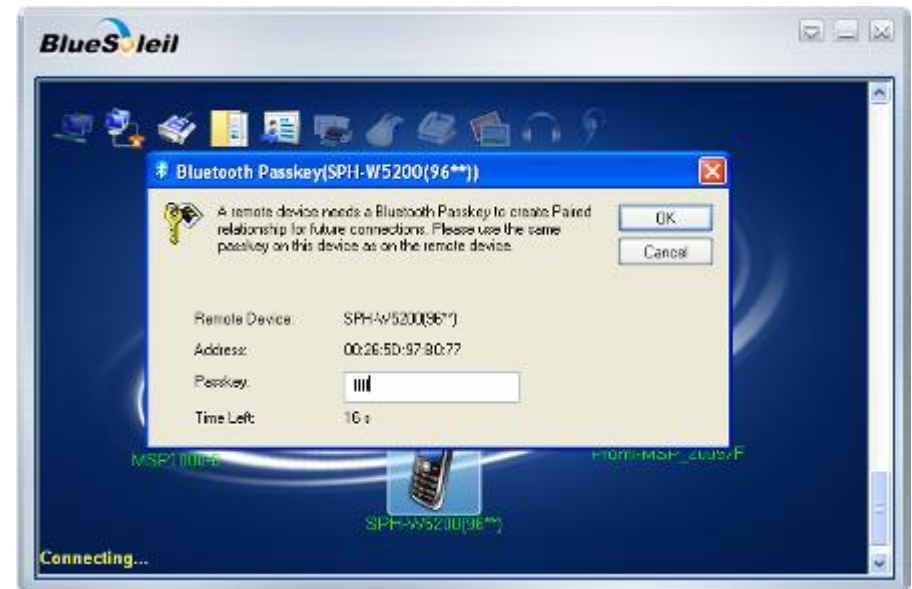 BlueSoleil
Bluetooth Passkey(SPH-W5200(96**))
A remote device needs a Bluetooth Passkey to create Paired
relationship for future connections. Please use the same
passkey on this device as on the remote device.
OK
Cancel
Remote Device: SPH-W5200(96**)
Address: 00:26:5D:97:80:77
Passkey:
Time Left: 16 s
SPH-W5200(96**)
Connecting...